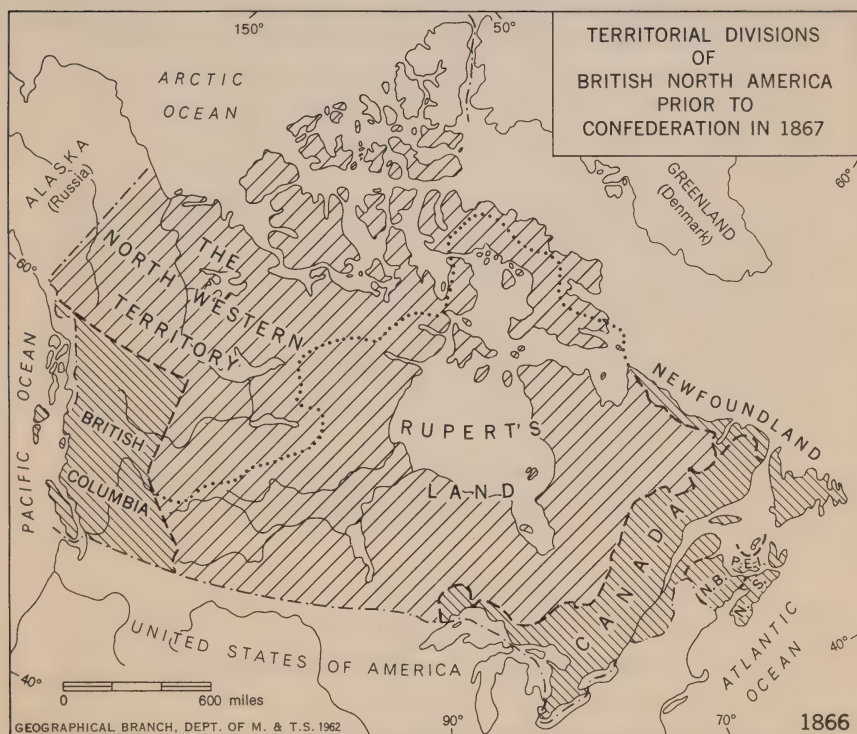 150°
50°
TERRITORIAL DIVISIONS
OF
BRITISH NORTH AMERICA
PRIOR TO
CONFEDERATION IN 1867
ARCTIC
OCEAN
ALASKA
(Russia)
GREENLAND
(Denmark)
60°
60°
THE
NORTH WESTERN
TERRITORY
PACIFIC OCEAN
BRITISH
COLUMBIA
RUPERT'S
LAND
NEWFOUNDLAND
CANADA
N.B.
P.E.I.
N.S.
UNITED STATES OF AMERICA
ATLANTIC
OCEAN
40°
40°
0 600 miles
GEOGRAPHICAL BRANCH, DEPT. OF M. & T.S. 1962
90°
70°
1866